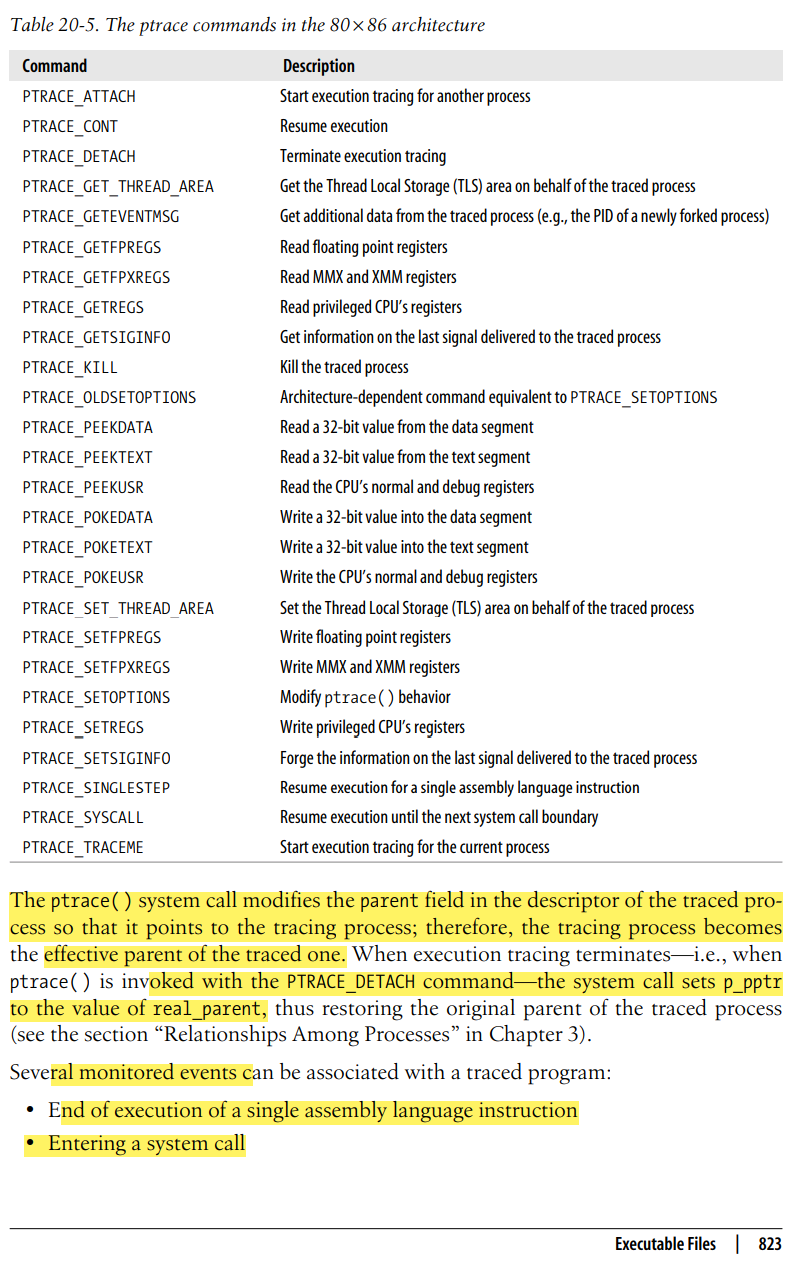 Table 20-5. The ptrace commands in the 80×86 architecture
Command Description
PTRACE_ATTACH Start execution tracing for another process
PTRACE_CONT Resume execution
PTRACE_DETACH Terminate execution tracing
PTRACE_GET_THREAD_AREA Get the Thread Local Storage (TLS) area on behalf of the traced process
PTRACE_GETEVENTMSG Get additional data from the traced process (e.g., the PID of a newly forked process)
PTRACE_GETFPREGS Read floating point registers
PTRACE_GETFPXREGS Read MMX and XMM registers
PTRACE_GETREGS Read privileged CPU’s registers
PTRACE_GETSIGINFO Get information on the last signal delivered to the traced process
PTRACE_KILL Kill the traced process
PTRACE_OLDSETOPTIONS Architecture-dependent command equivalent to PTRACE_SETOPTIONS
PTRACE_PEEKDATA Read a 32-bit value from the data segment
PTRACE_PEEKTEXT Read a 32-bit value from the text segment
PTRACE_PEEKUSR Read the CPU’s normal and debug registers
PTRACE_POKEDATA Write a 32-bit value into the data segment
PTRACE_POKETEXT Write a 32-bit value into the text segment
PTRACE_POKEUSR Write the CPU’s normal and debug registers
PTRACE_SET_THREAD_AREA Set the Thread Local Storage (TLS) area on behalf of the traced process
PTRACE_SETFPREGS Write floating point registers
PTRACE_SETFPXREGS Write MMX and XMM registers
PTRACE_SETOPTIONS Modify ptrace() behavior
PTRACE_SETREGS Write privileged CPU’s registers
PTRACE_SETSIGINFO Forge the information on the last signal delivered to the traced process
PTRACE_SINGLESTEP Resume execution for a single assembly language instruction
PTRACE_SYSCALL Resume execution until the next system call boundary
PTRACE_TRACEME Start execution tracing for the current process
The ptrace() system call modifies the parent field in the descriptor of the traced pro-
cess so that it points to the tracing process; therefore, the tracing process becomes
the effective parent of the traced one. When execution tracing terminates—i.e., when
ptrace() is invoked with the PTRACE_DETACH command—the system call sets p_pptr
to the value of real_parent, thus restoring the original parent of the traced process
(see the section “Relationships Among Processes” in Chapter 3).
Several monitored events can be associated with a traced program:
• End of execution of a single assembly language instruction
• Entering a system call
Executable Files | 823